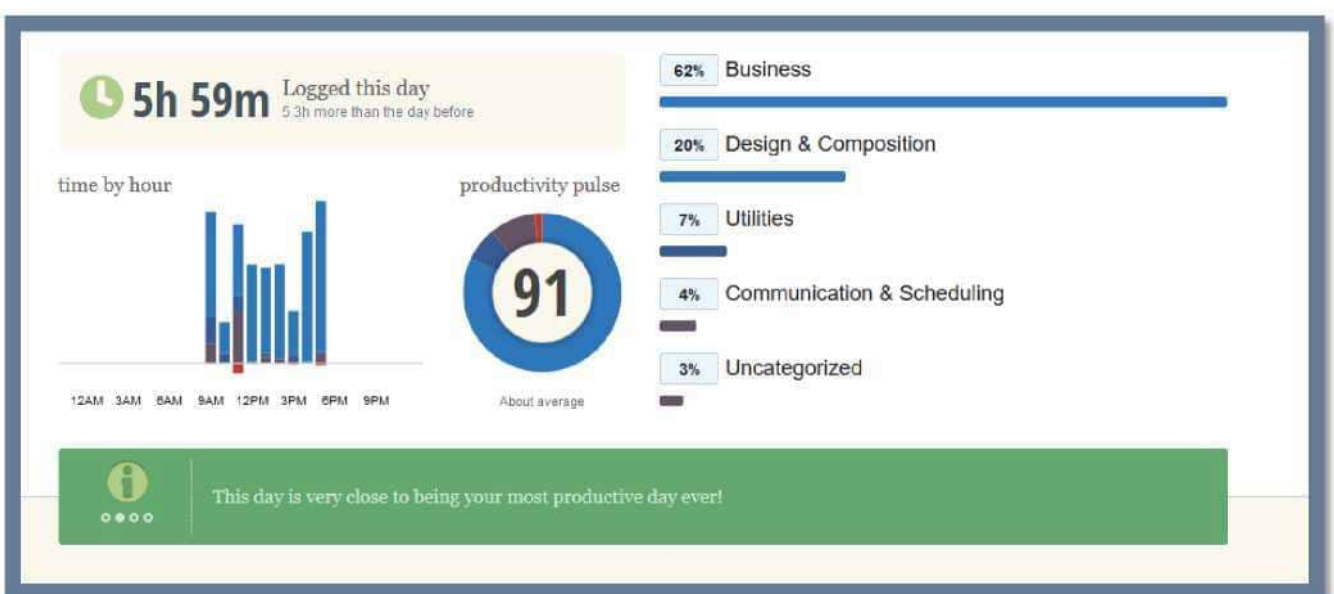 5h 59m Logged this day
5.3h more than the day before
time by hour
12AM 3AM 6AM 9AM 12PM 3PM 6PM 9PM
productivity pulse
91
About average
62% Business
20% Design & Composition
7% Utilities
4% Communication & Scheduling
3% Uncategorized
This day is very close to being your most productive day ever!